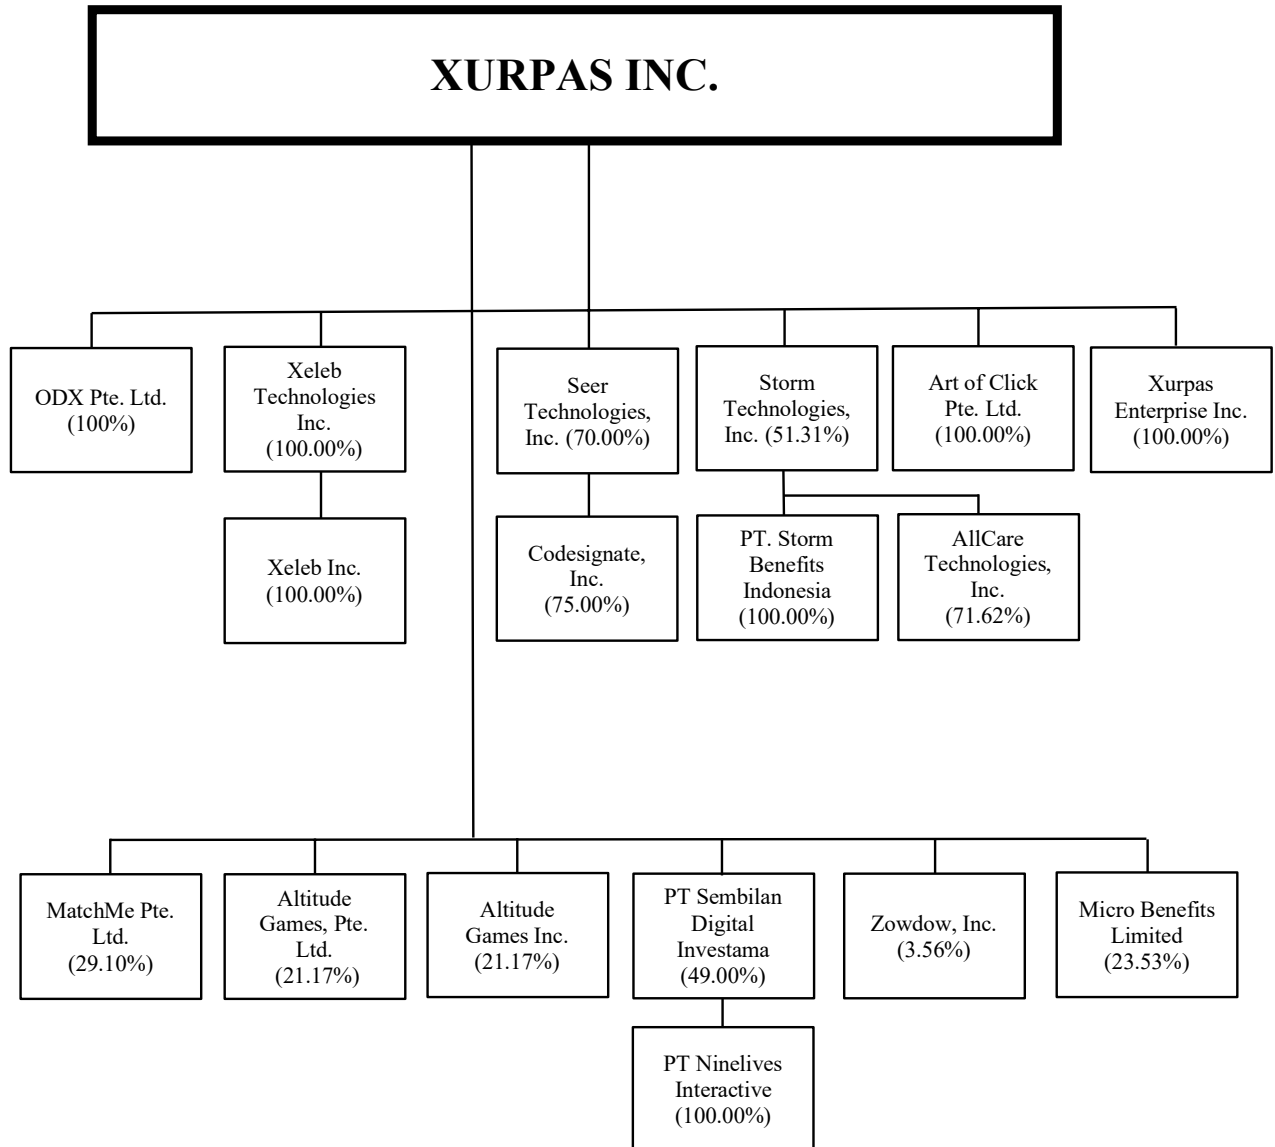 XURPAS INC.
ODX Pte. Ltd.
(100%)
Xeleb
Technologies
Inc.
(100.00%)
Seer
Technologies,
Inc. (70.00%)
Storm
Technologies,
Inc. (51.31%)
Art of Click
Pte. Ltd.
(100.00%)
Xurpas
Enterprise Inc.
(100.00%)
Xeleb Inc.
(100.00%)
Codesignate,
Inc.
(75.00%)
PT. Storm
Benefits
Indonesia
(100.00%)
AllCare
Technologies,
Inc.
(71.62%)
MatchMe Pte.
Ltd.
(29.10%)
Altitude
Games, Pte.
Ltd.
(21.17%)
Altitude
Games Inc.
(21.17%)
PT Sembilan
Digital
Investama
(49.00%)
Zowdow, Inc.
(3.56%)
Micro Benefits
Limited
(23.53%)
PT Ninelives
Interactive
(100.00%)